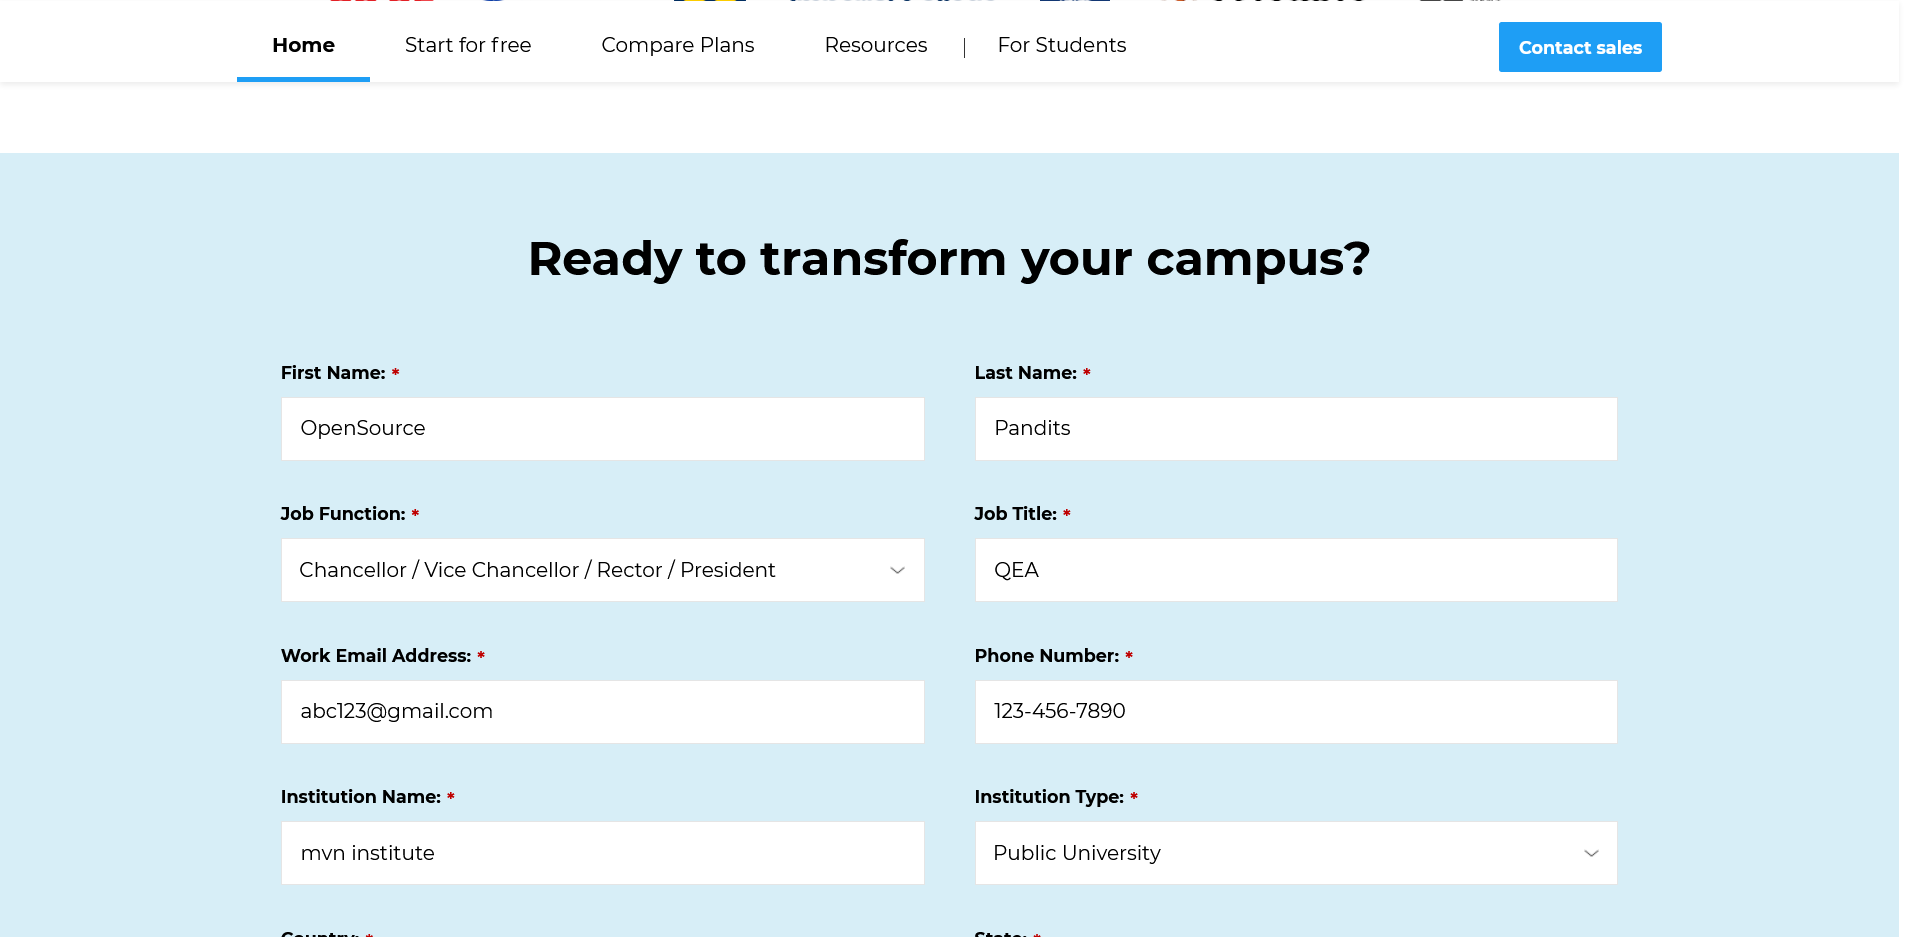 Home Start for free Compare Plans Resources | For Students Contact sales
Ready to transform your campus?
First Name: * Last Name: *
OpenSource Pandits
Job Function: * Job Title: *
Chancellor / Vice Chancellor / Rector / President QEA
Work Email Address: * Phone Number: *
abc123@gmail.com 123-456-7890
Institution Name: * Institution Type: *
mvn institute Public University
Country: * State: *